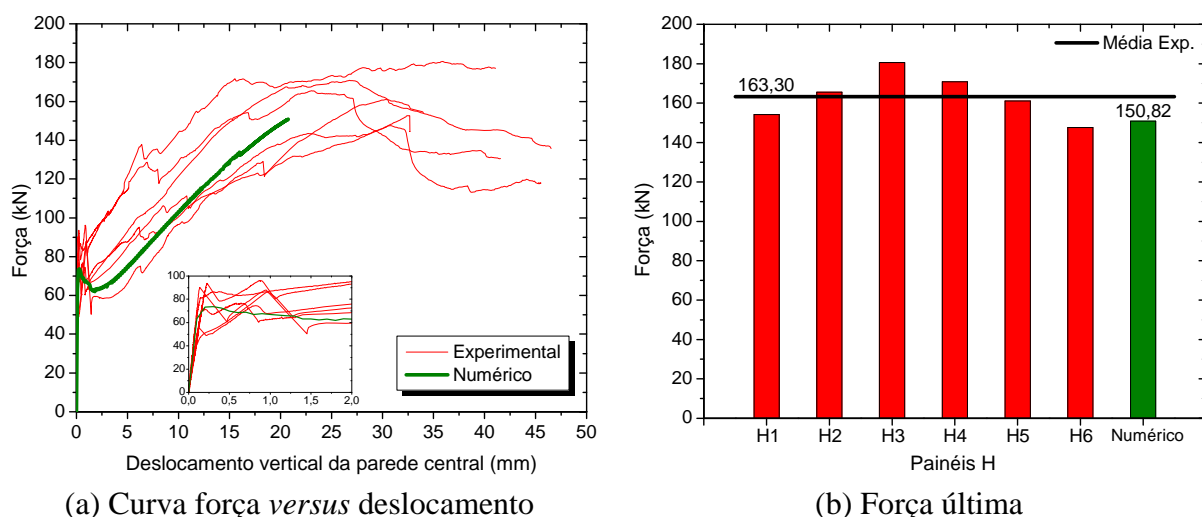 200
180
160
140
120
100
80
60
40
20
0
Força (kN)
100
80
60
40
20
0
0,0 0,5 1,0 1,5 2,0
Experimental
Numérico
0 5 10 15 20 25 30 35 40 45 50
Deslocamento vertical da parede central (mm)
(a) Curva força versus deslocamento
200
180
160
140
120
100
80
60
40
20
0
Força (kN)
Média Exp.
163,30
150,82
H1 H2 H3 H4 H5 H6 Numérico
Painéis H
(b) Força última